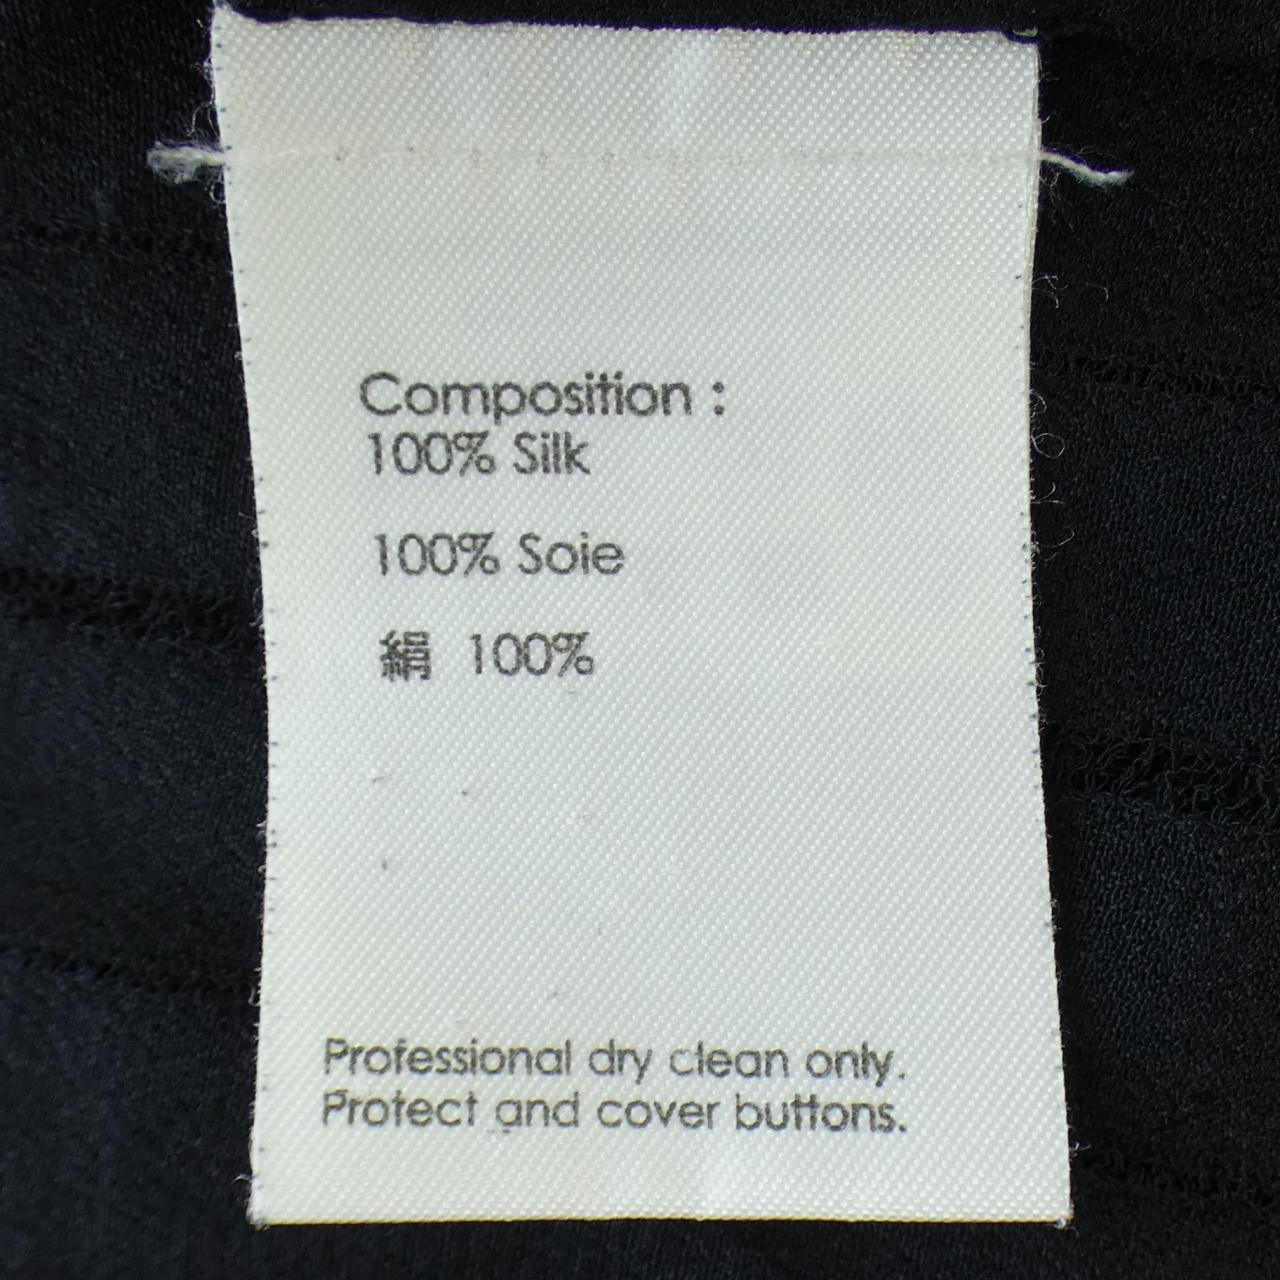 Composition :
100% Silk
100% Soie
絹 100%
Professional dry clean only.
Protect and cover buttons.